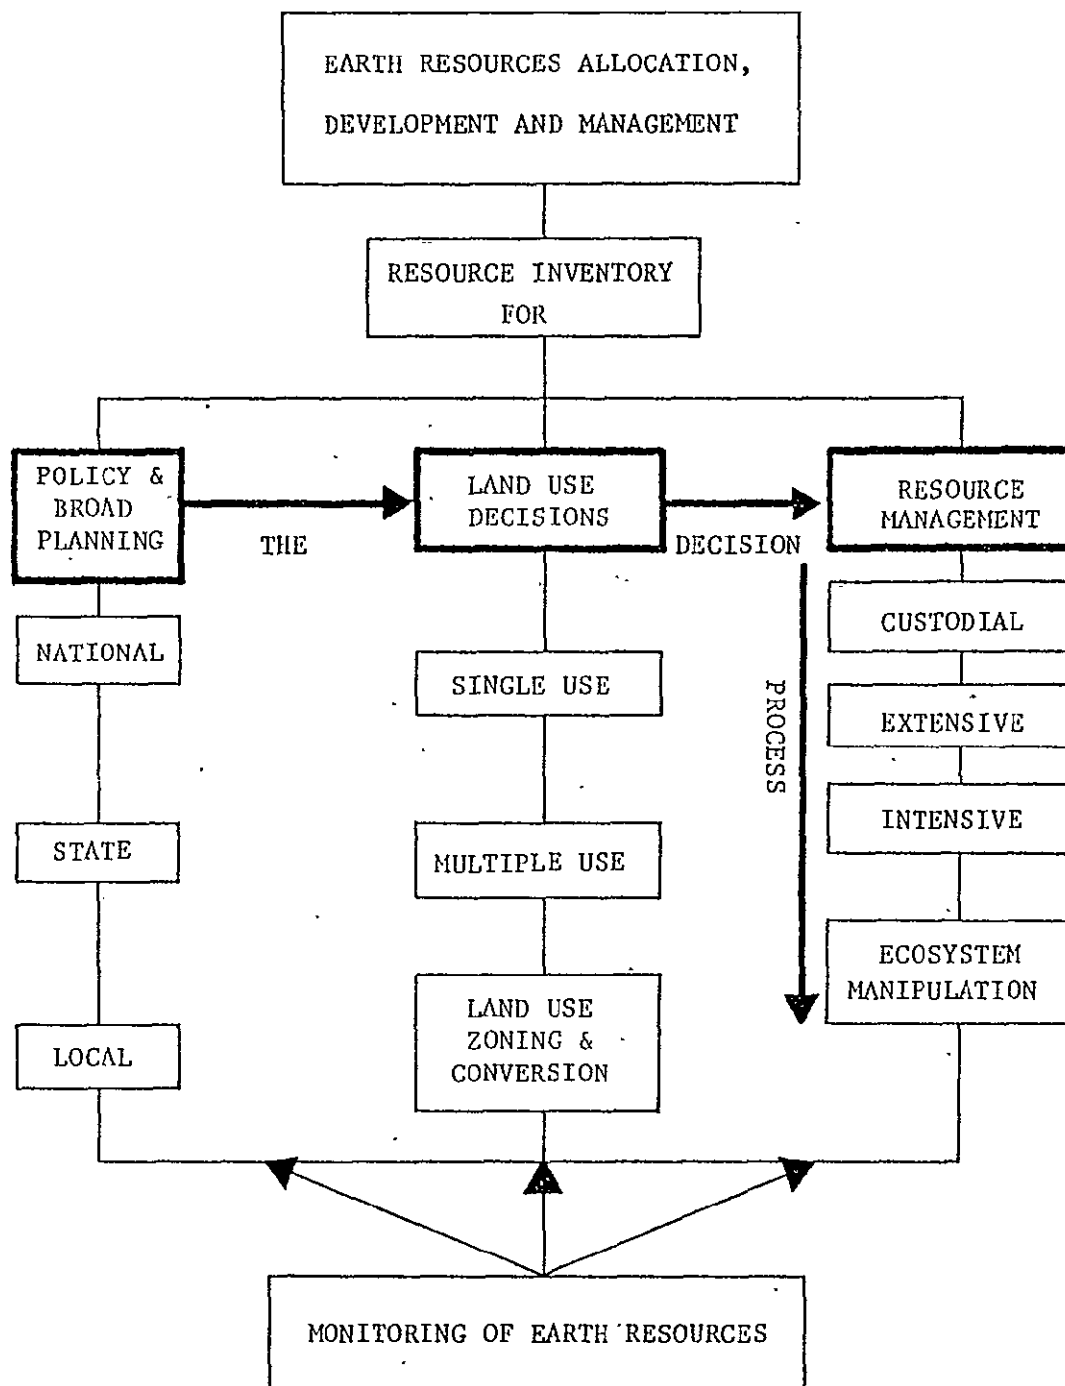 EARTH RESOURCES ALLOCATION,
DEVELOPMENT AND MANAGEMENT
RESOURCE INVENTORY
FOR
POLICY &
BROAD
PLANNING
THE
LAND USE
DECISIONS
DECISION
RESOURCE
MANAGEMENT
PROCESS
NATIONAL
STATE
LOCAL
SINGLE USE
MULTIPLE USE
LAND USE
ZONING &
CONVERSION
CUSTODIAL
EXTENSIVE
INTENSIVE
ECOSYSTEM
MANIPULATION
MONITORING OF EARTH RESOURCES